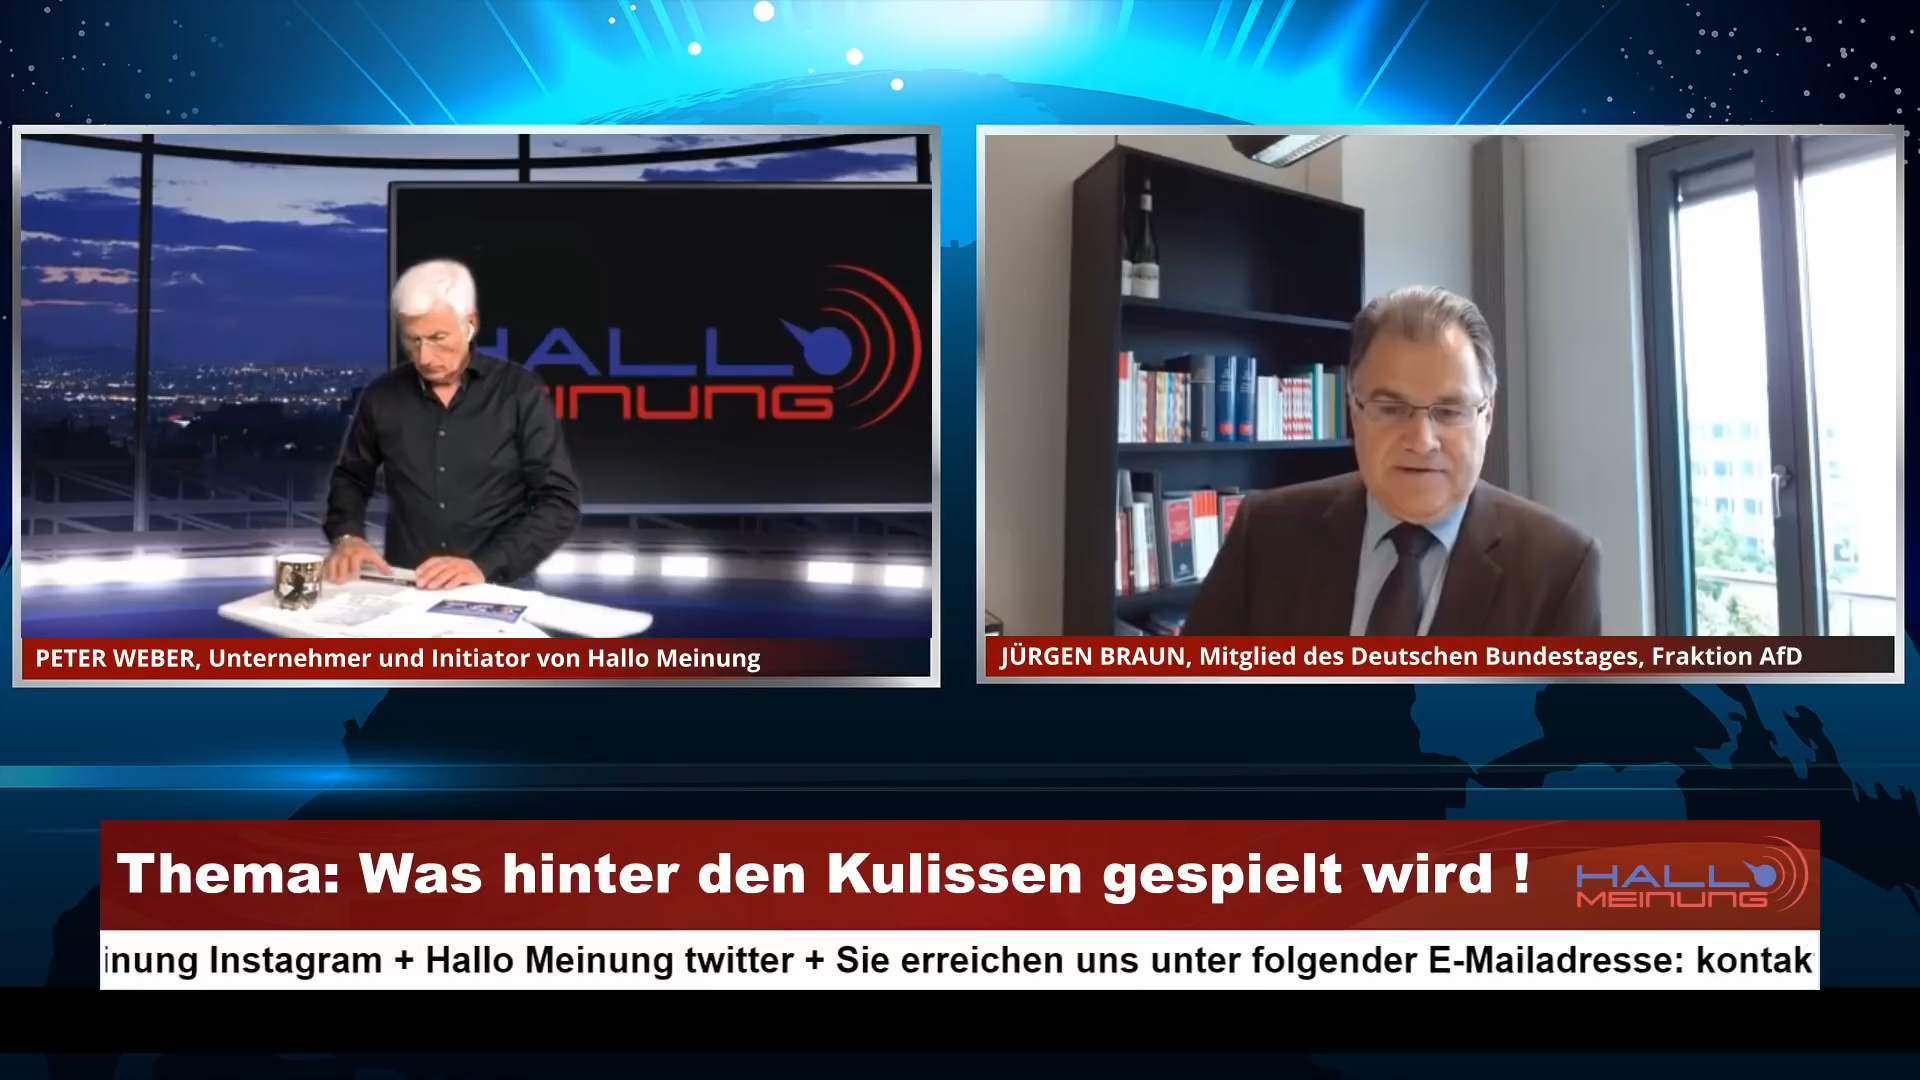 HALLO
MEINUNG
PETER WEBER, Unternehmer und Initiator von Hallo Meinung
JÜRGEN BRAUN, Mitglied des Deutschen Bundestages, Fraktion AfD
Thema: Was hinter den Kulissen gespielt wird !
HALLO
MEINUNG
inung Instagram + Hallo Meinung twitter + Sie erreichen uns unter folgender E-Mailadresse: kontak